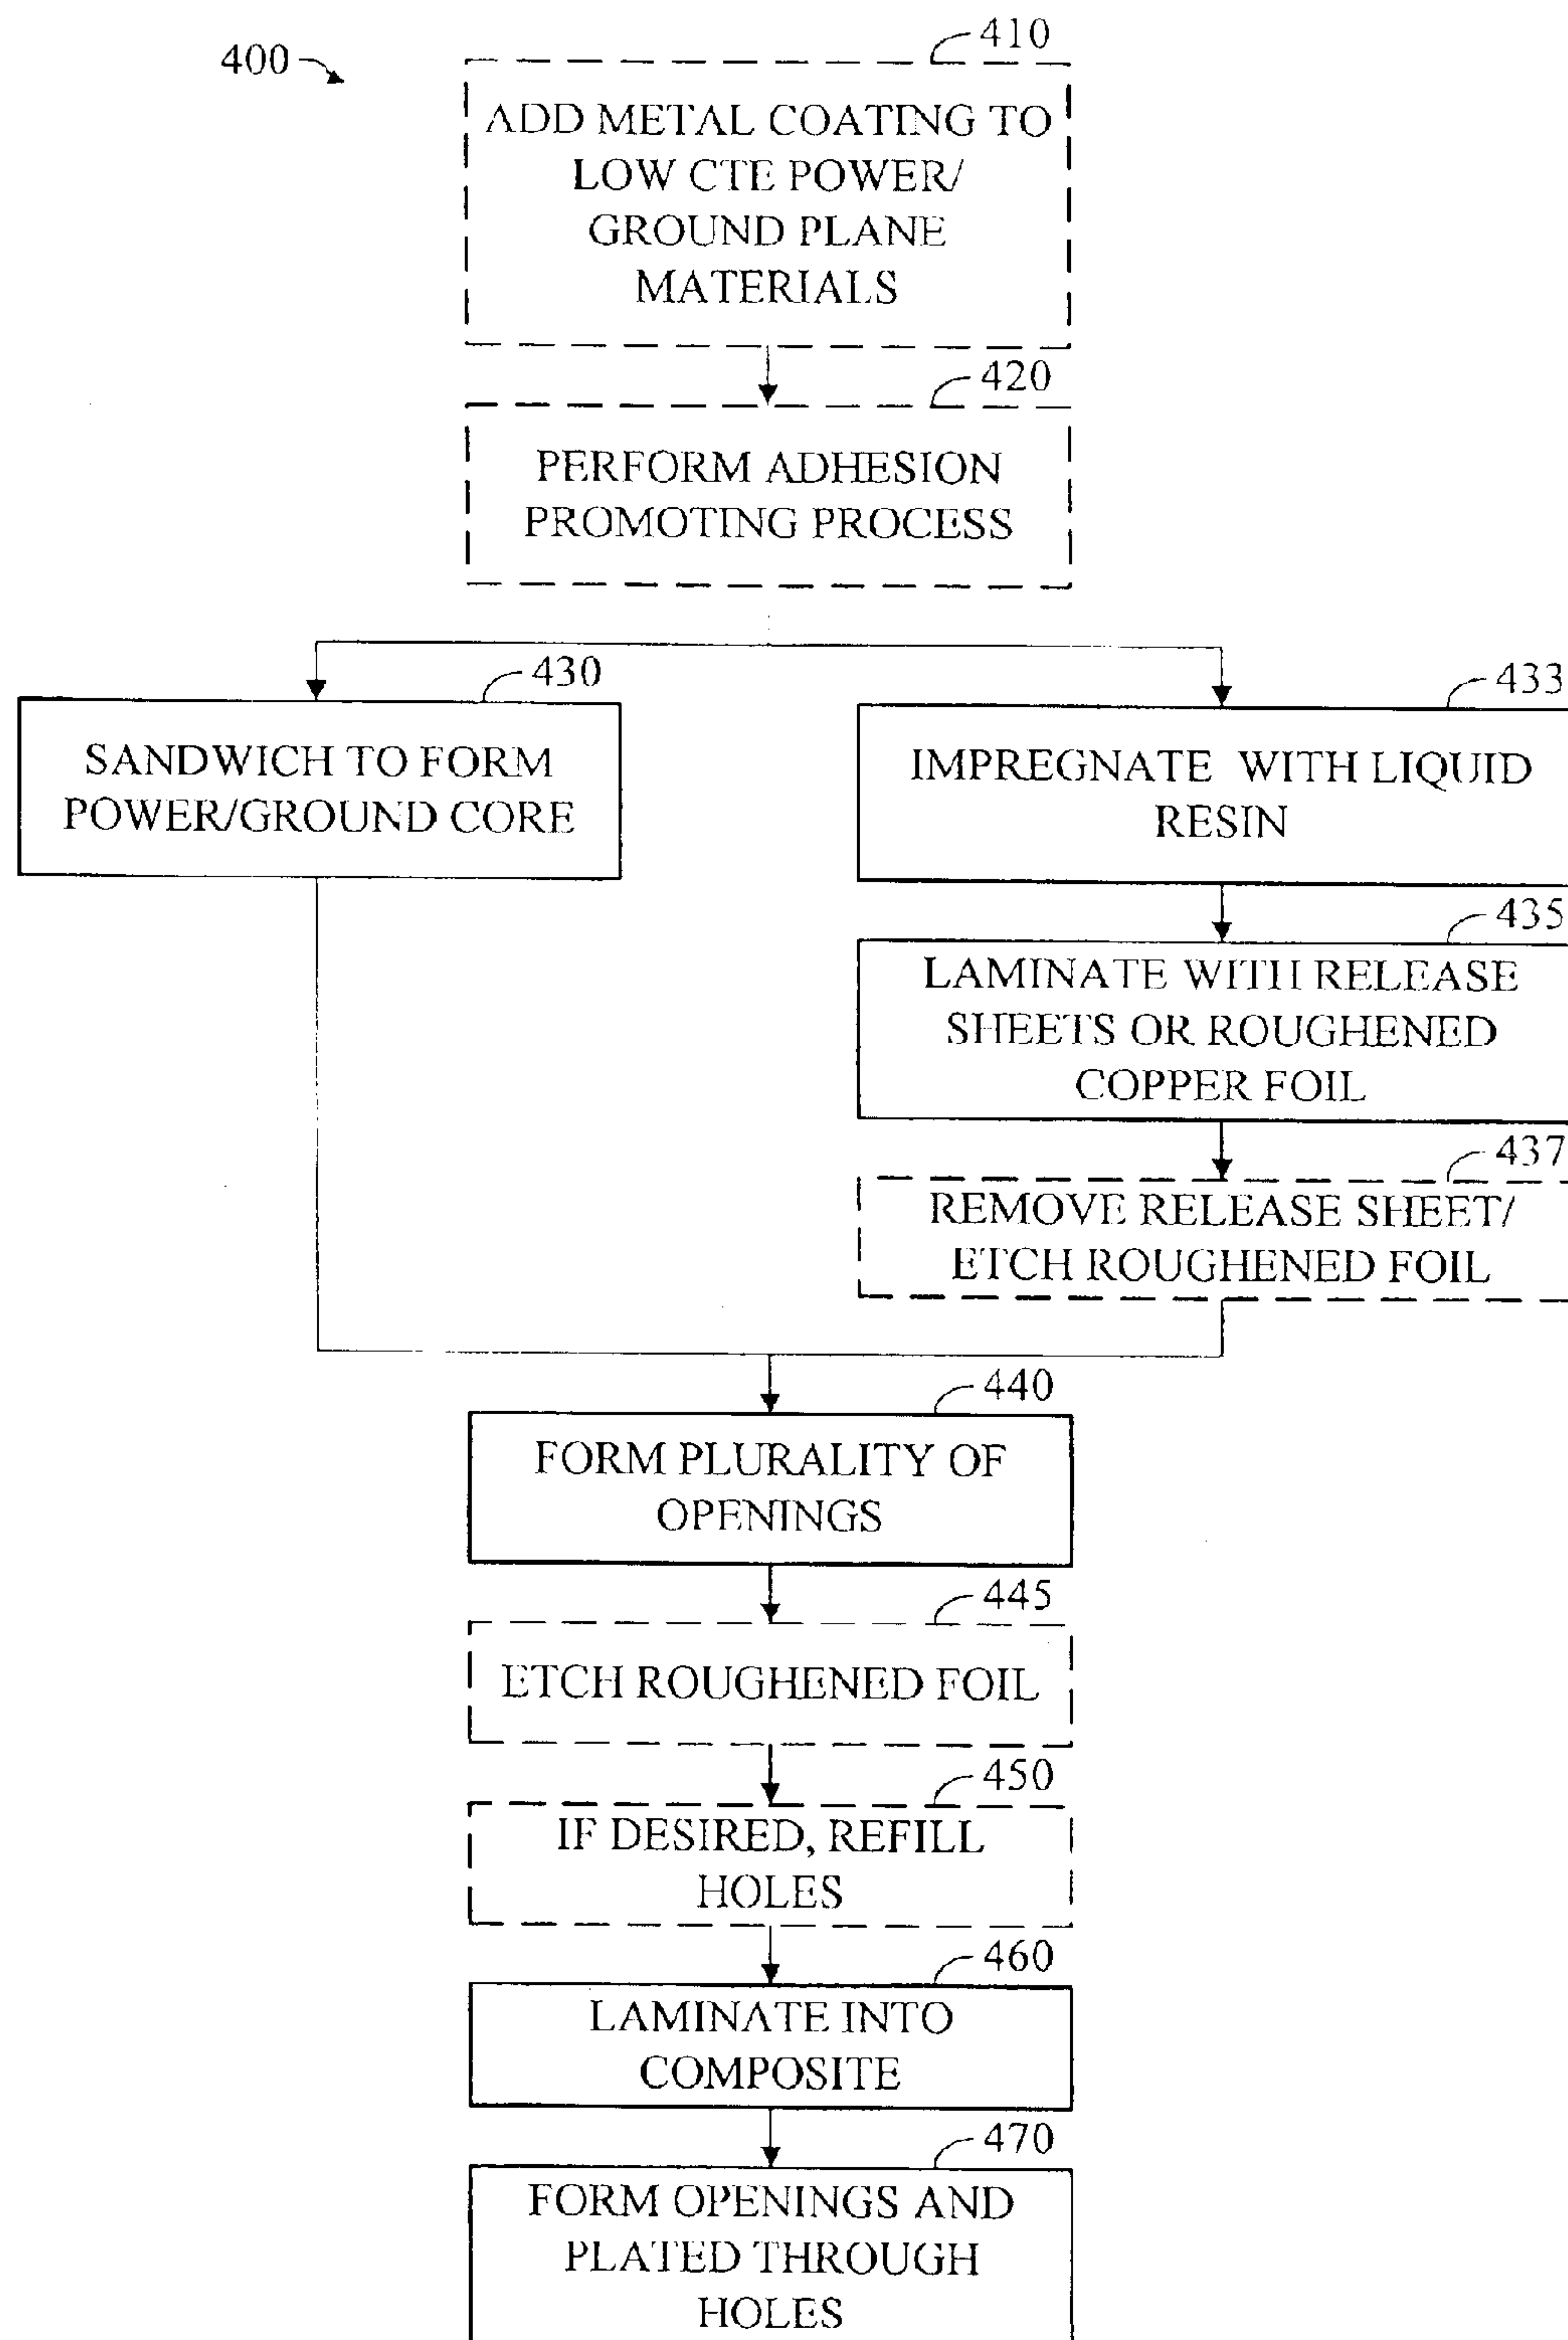 400
410
ADD METAL COATING TO
LOW CTE POWER/
GROUND PLANE
MATERIALS
420
PERFORM ADHESION
PROMOTING PROCESS
430
SANDWICH TO FORM
POWER/GROUND CORE
433
IMPREGNATE WITH LIQUID
RESIN
435
LAMINATE WITH RELEASE
SHEETS OR ROUGHENED
COPPER FOIL
437
REMOVE RELEASE SHEET/
ETCH ROUGHENED FOIL
440
FORM PLURALITY OF
OPENINGS
445
ETCH ROUGHENED FOIL
450
IF DESIRED, REFILL
HOLES
460
LAMINATE INTO
COMPOSITE
470
FORM OPENINGS AND
PLATED THROUGH
HOLES